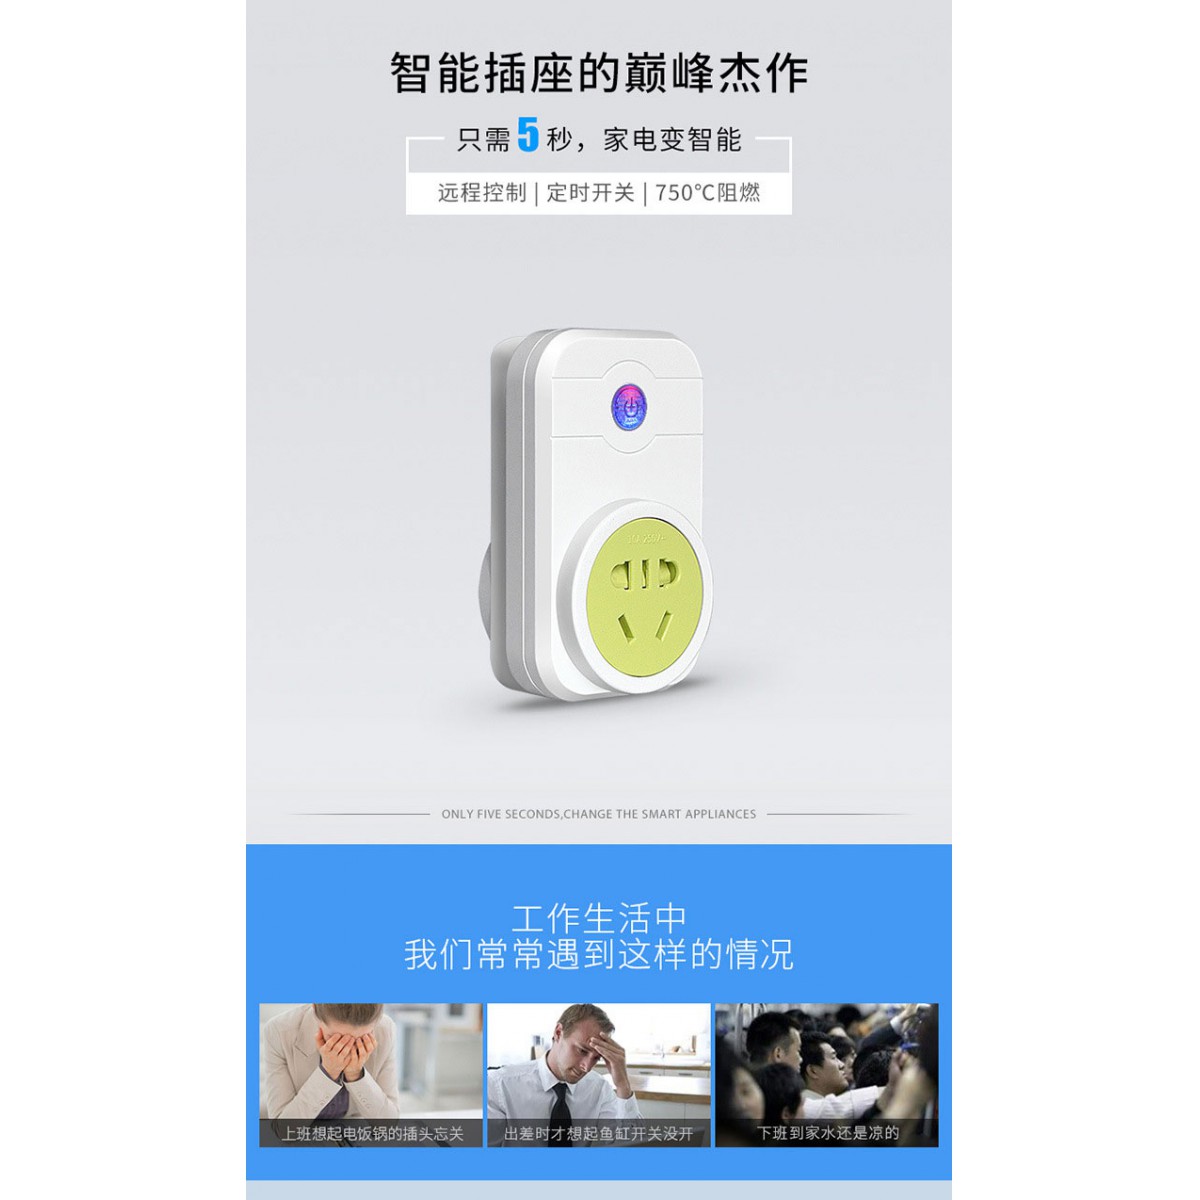 智能插座的巅峰杰作
只需5秒，家电变智能
远程控制|定时开关|750℃阻燃
ONLY FIVE SECONDS,CHANGE THE SMART APPLIANCES
工作生活中
我们常常遇到这样的情况
上班想起电饭锅的插头忘关
出差时才想起鱼缸开关没开
下班到家水还是凉的